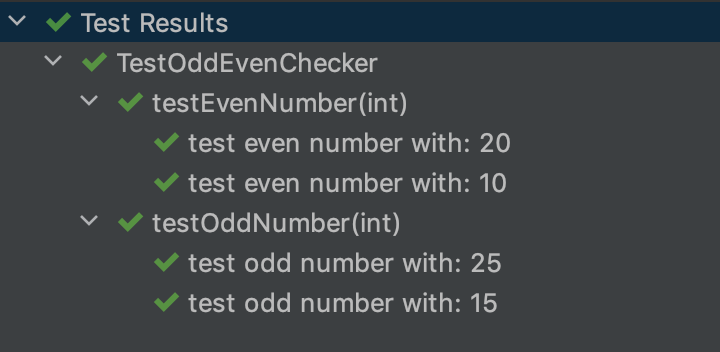 Test Results
TestOddEvenChecker
testEvenNumber(int)
test even number with: 20
test even number with: 10
testOddNumber(int)
test odd number with: 25
test odd number with: 15